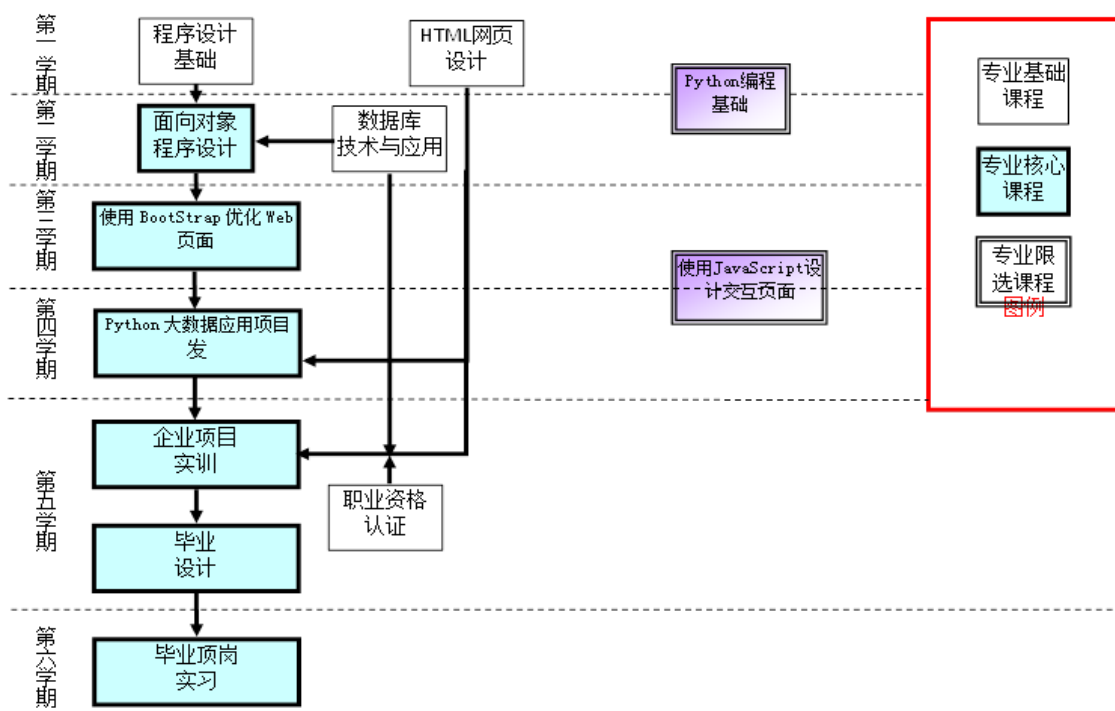 第一学期
程序设计
基础
HTML网页
设计
Python编程
基础
专业基础
课程
第二学期
面向对象
程序设计
数据库
技术与应用
专业核心
课程
第三学期
使用 BootStrap 优化 Web
页面
使用JavaScript设
计交互页面
专业限
选课程
图例
第四学期
Python 大数据应用项目
发
第五学期
企业项目
实训
职业资格
认证
毕业
设计
第六学期
毕业项岗
实习